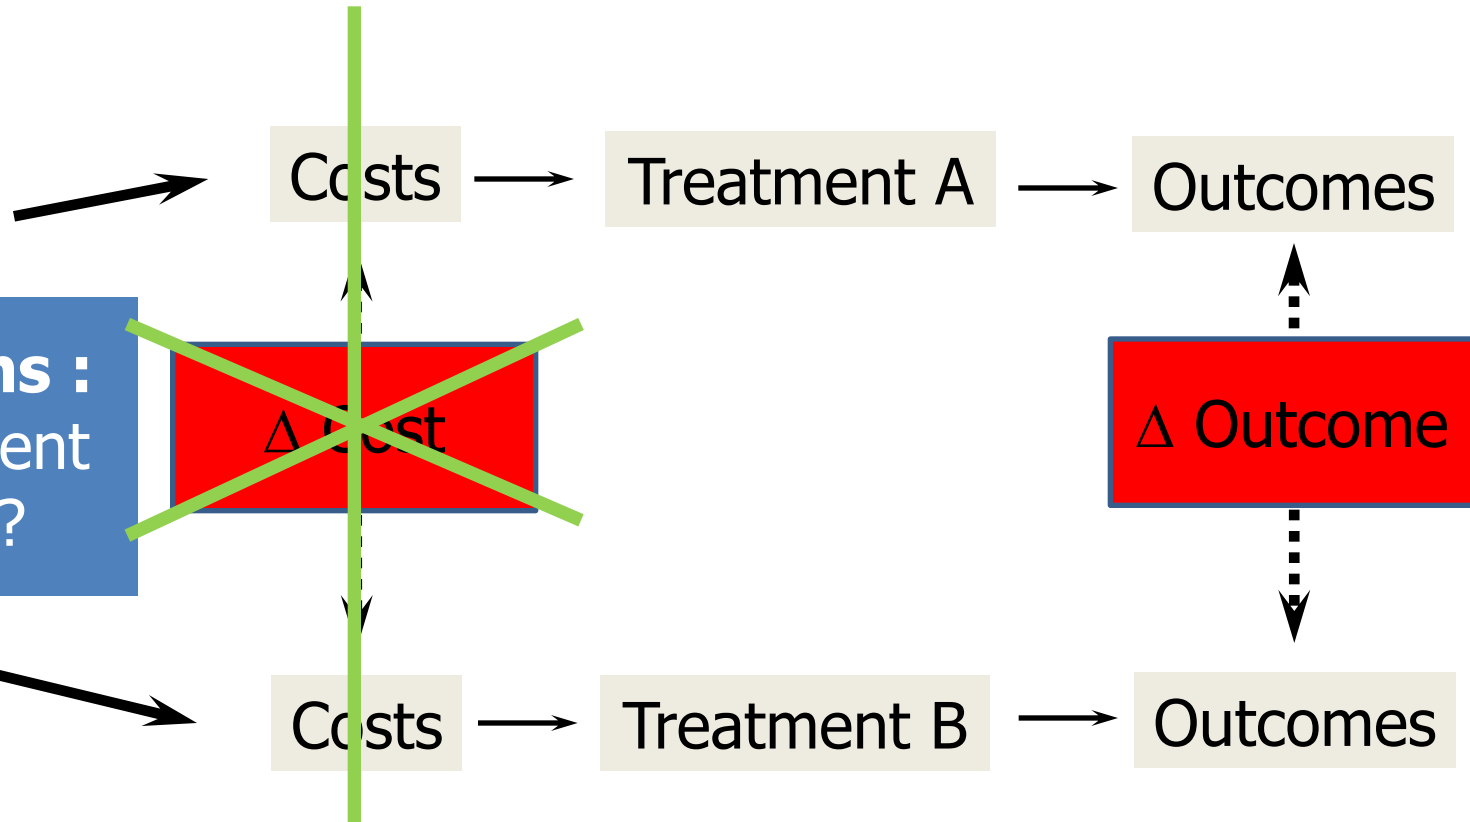 Costs
Treatment A
Outcomes
ns :
ent
?
Δ Cost
Δ Outcome
Costs
Treatment B
Outcomes